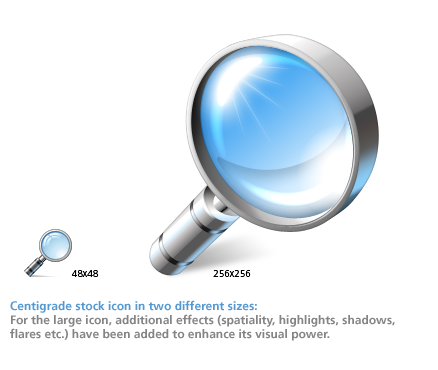 48x48
256x256
Centigrade stock icon in two different sizes:
For the large icon, additional effects (spatiality, highlights, shadows,
flares etc.) have been added to enhance its visual power.